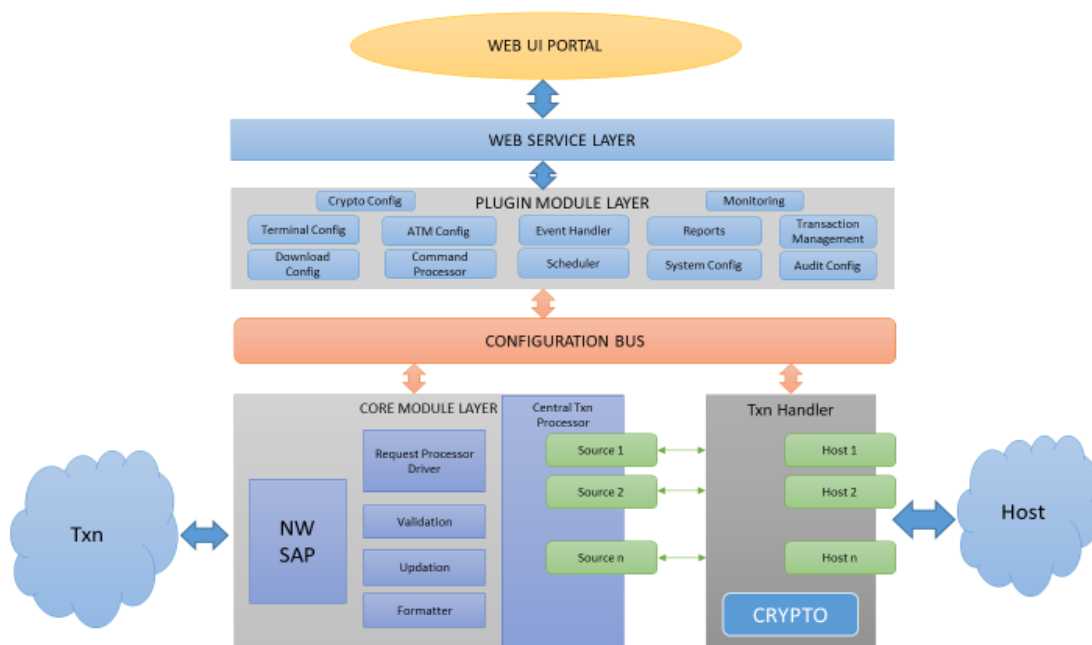 WEB UI PORTAL
WEB SERVICE LAYER
Crypto Config
PLUGIN MODULE LAYER
Monitoring
Terminal Config
ATM Config
Event Handler
Reports
Transaction
Management
Download
Config
Command
Processor
Scheduler
System Config
Audit Config
CONFIGURATION BUS
CORE MODULE LAYER
Central Txn
Processor
Txn Handler
Request Processor
Driver
Source 1
Host 1
Source 2
Host 2
Txn
NW
SAP
Validation
Host
Updation
Source n
Host n
Formatter
CRYPTO